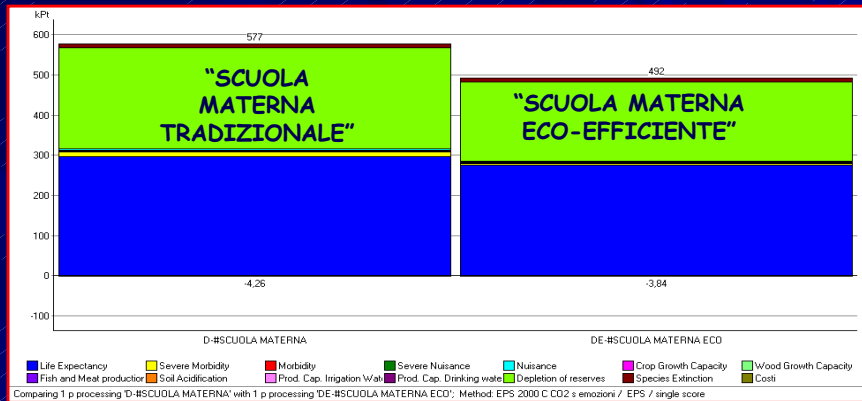 kPt
600
500
400
300
200
100
0
-100
577
492
“SCUOLA
MATERNA
TRADIZIONALE”
“SCUOLA MATERNA
ECO-EFFICIENTE”
-4,26
-3,84
D-#SCUOLA MATERNA
DE-#SCUOLA MATERNA ECO
Life Expectancy Severe Morbidity Morbidity Severe Nuisance Nuisance Crop Growth Capacity Wood Growth Capacity
Fish and Meat production Soil Acidification Prod. Cap. Irrigation Wat Prod. Cap. Drinking wate Depletion of reserves Species Extinction Costi
Comparing 1 p processing 'D-#SCUOLA MATERNA' with 1 p processing 'DE-#SCUOLA MATERNA ECO'; Method: EPS 2000 C CO2 s emozioni / EPS / single score